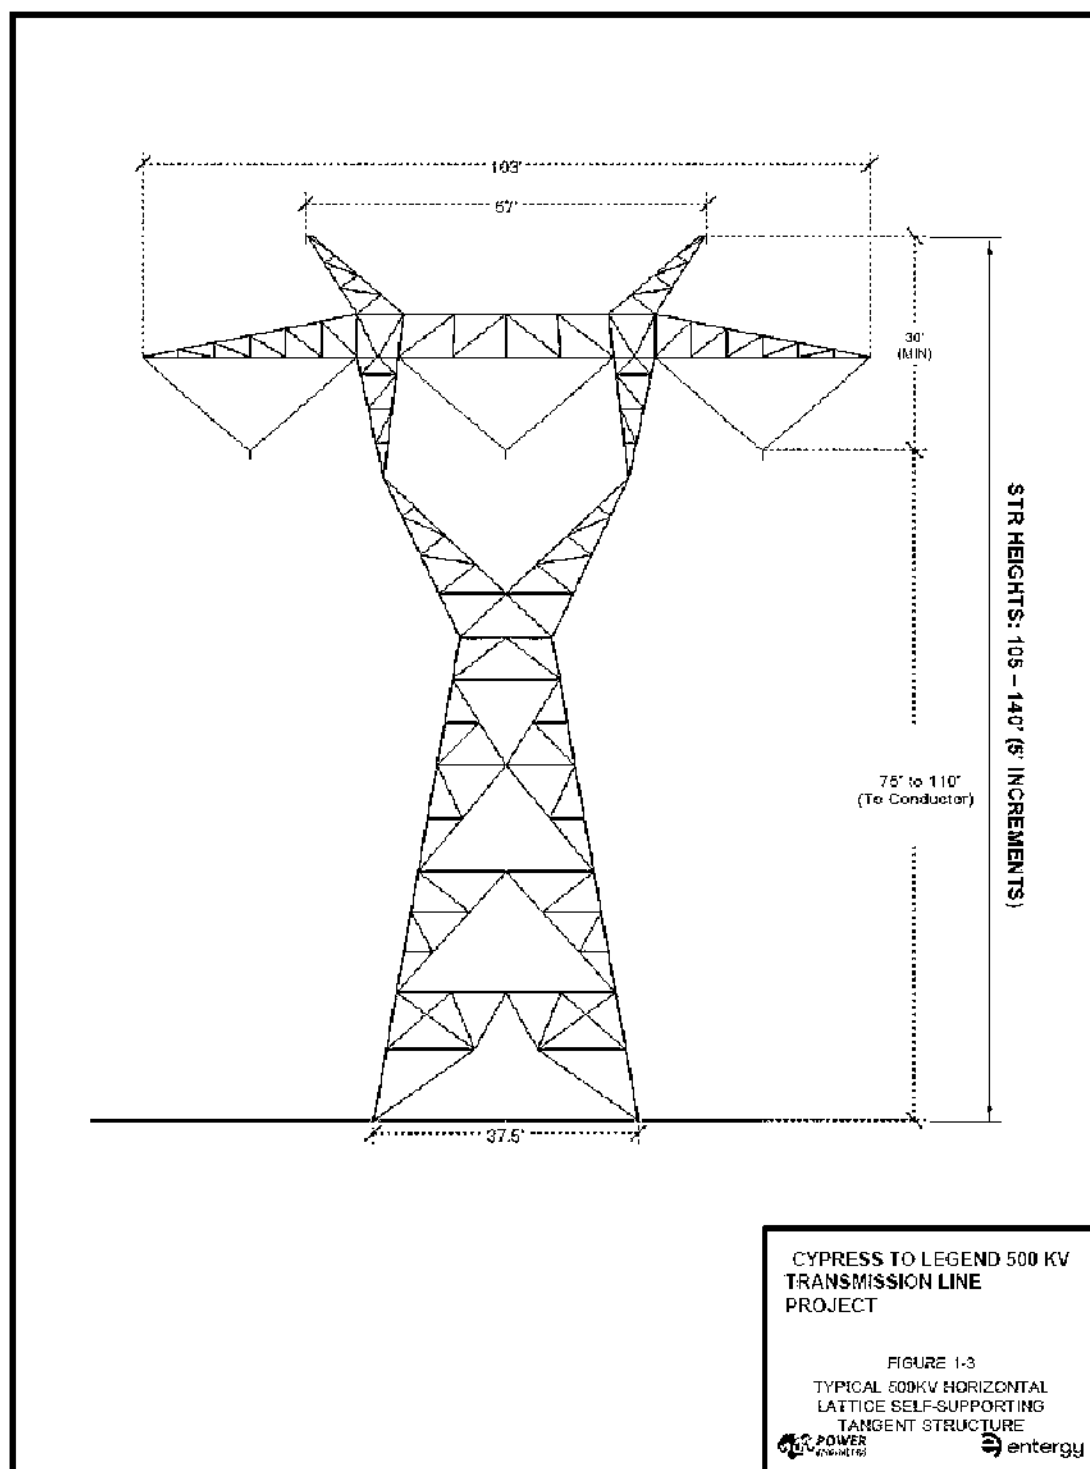 103'
57'
30'
(MIN)
STR HEIGHTS: 105 – 140' (5' INCREMENTS)
75' to 110'
(To Conductor)
37.5'
CYPRESS TO LEGEND 500 KV
TRANSMISSION LINE
PROJECT
FIGURE 1-3
TYPICAL 500KV HORIZONTAL
LATTICE SELF-SUPPORTING
TANGENT STRUCTURE
POWER
ENGINEERS
entergy